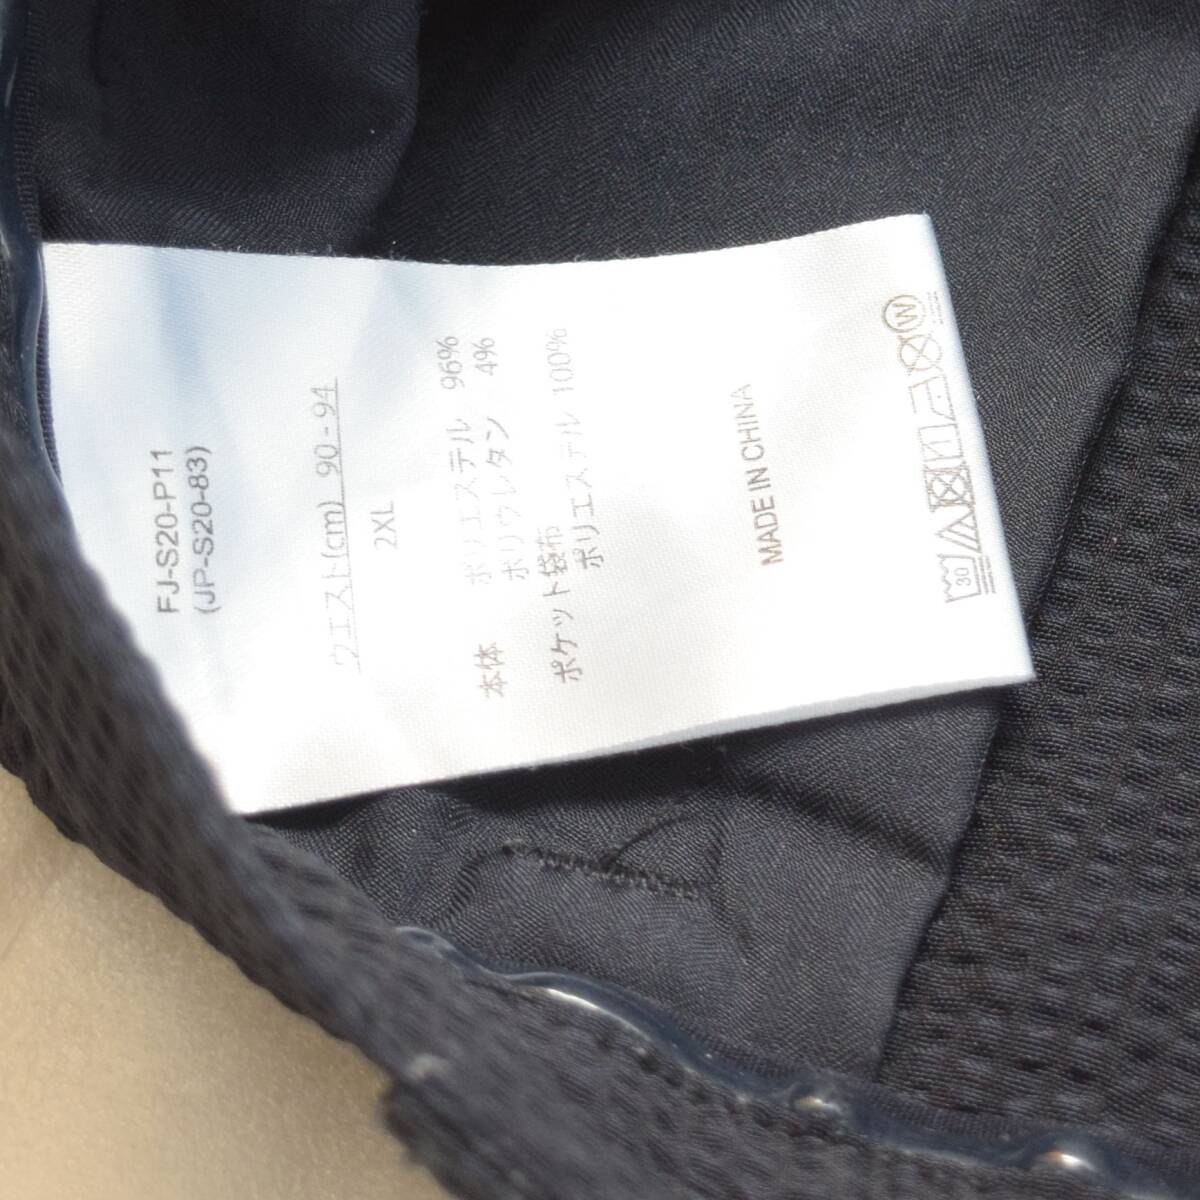 FJ-S20-P11
(JP-S20-83)
ウエスト(cm) 90-94
2XL
本体 ポリエステル 96%
ポリウレタン 4%
ポケット袋布
ポリエステル 100%
MADE IN CHINA
30
W